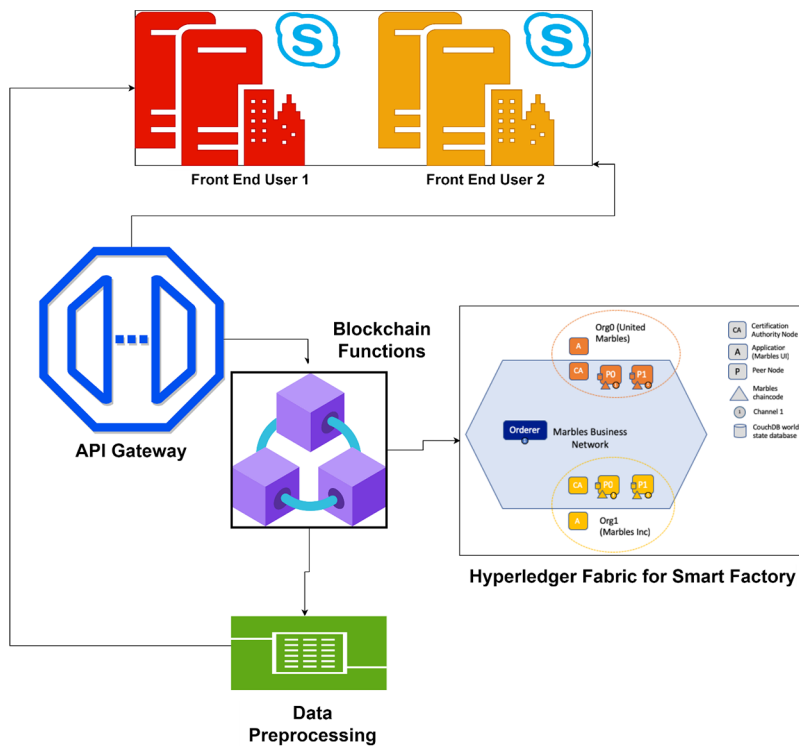 S
S
Front End User 1
Front End User 2
API Gateway
Blockchain
Functions
Org0 (United
Marbles)
A
CA
P0
P1
Orderer
Marbles Business
Network
CA
P0
P1
A
Org1
(Marbles Inc)
CA
Certification
Authority Node
A
Application
(Marbles UI)
P
Peer Node
Marbles
chaincode
Channel 1
CouchDB world
state database
Hyperledger Fabric for Smart Factory
Data
Preprocessing